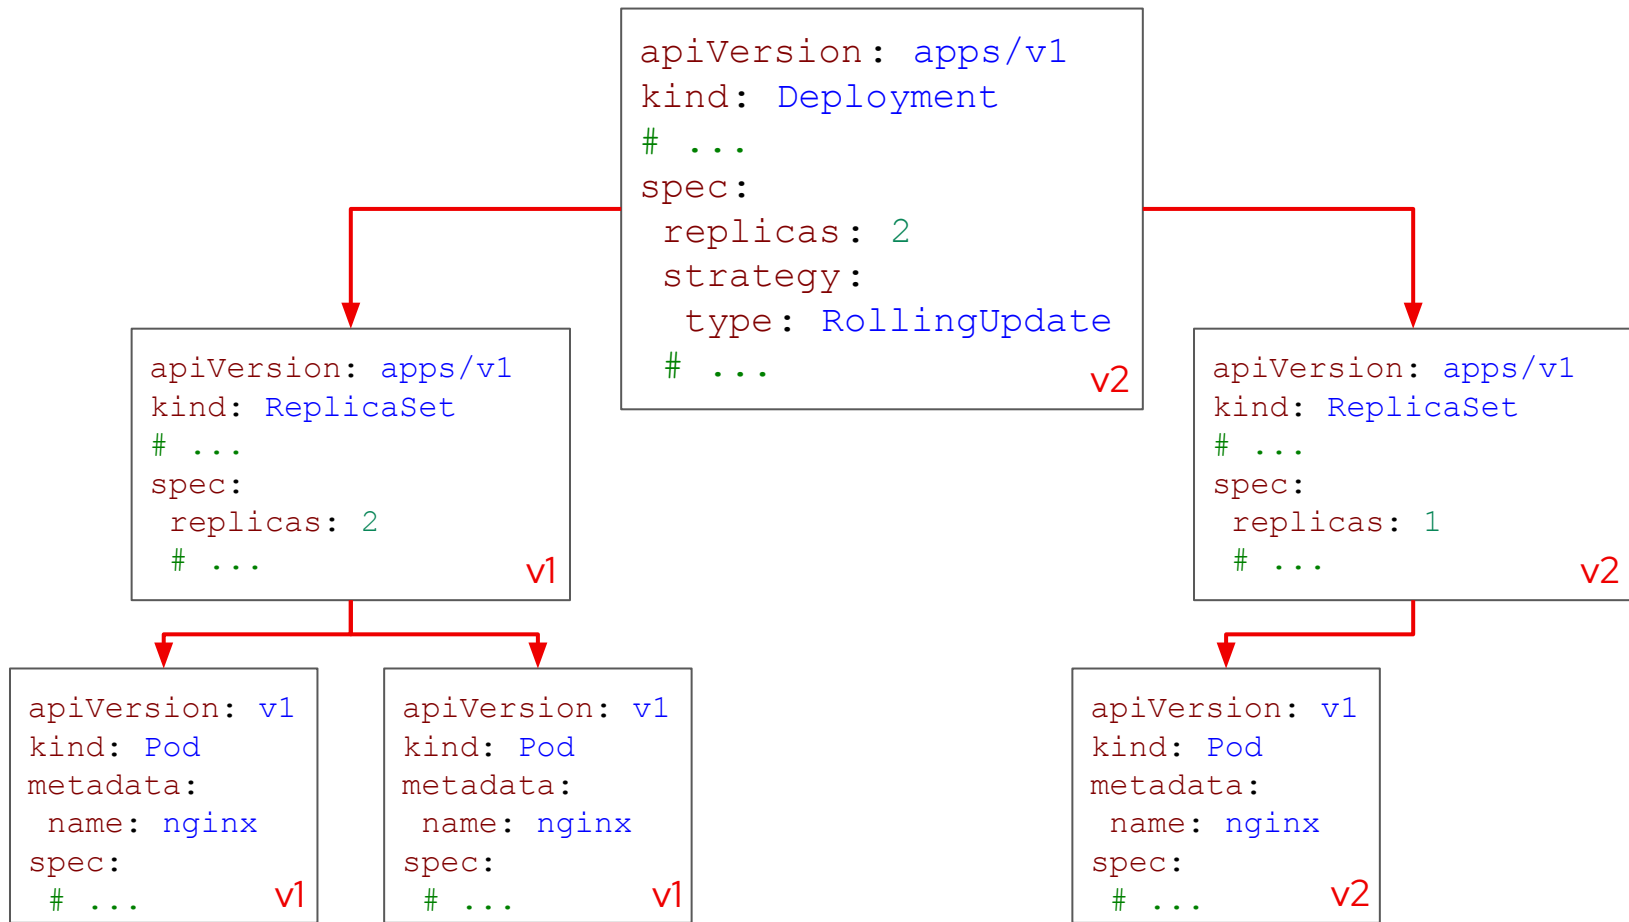 apiVersion: apps/v1
kind: Deployment
# ...
spec:
 replicas: 2
 strategy:
  type: RollingUpdate
 # ...
v2
apiVersion: apps/v1
kind: ReplicaSet
# ...
spec:
 replicas: 2
 # ...
v1
apiVersion: apps/v1
kind: ReplicaSet
# ...
spec:
 replicas: 1
 # ...
v2
apiVersion: v1
kind: Pod
metadata:
 name: nginx
spec:
 # ...
v1
apiVersion: v1
kind: Pod
metadata:
 name: nginx
spec:
 # ...
v1
apiVersion: v1
kind: Pod
metadata:
 name: nginx
spec:
 # ...
v2